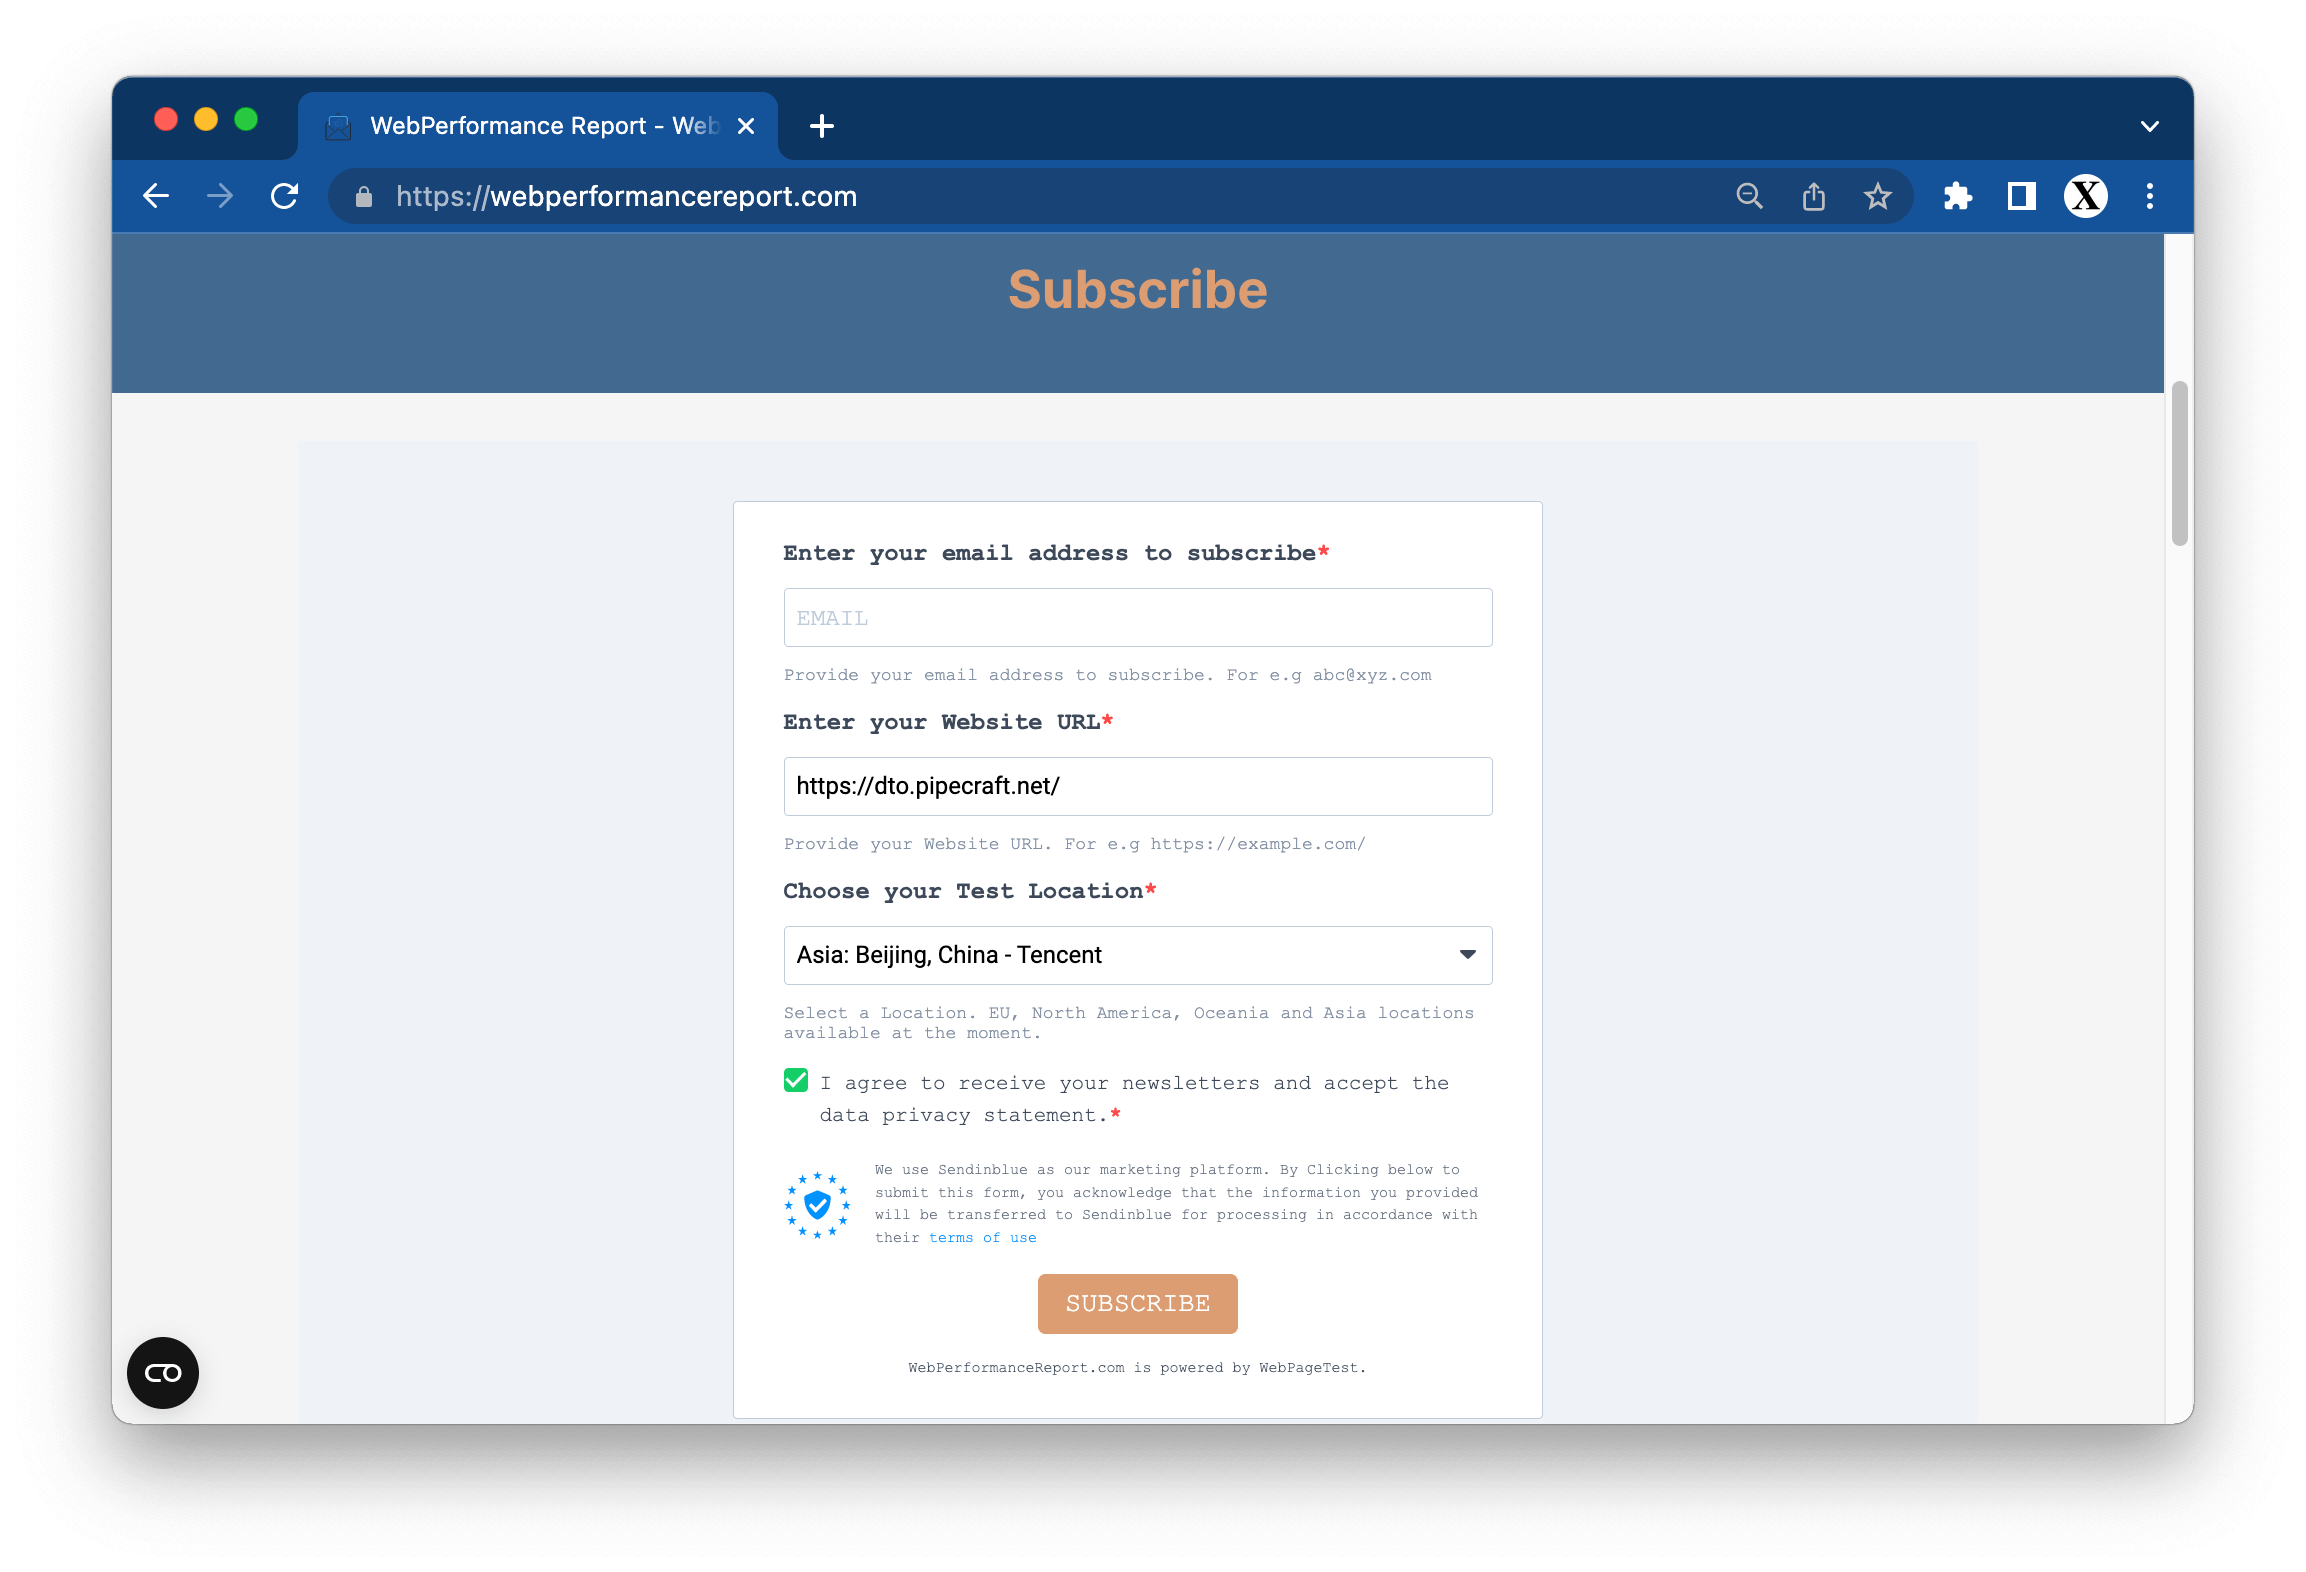 WebPerformance Report - Web
https://webperformancereport.com
X
Subscribe
Enter your email address to subscribe*
EMAIL
Provide your email address to subscribe. For e.g abc@xyz.com
Enter your Website URL*
https://dto.pipecraft.net/
Provide your Website URL. For e.g https://example.com/
Choose your Test Location*
Asia: Beijing, China - Tencent
Select a Location. EU, North America, Oceania and Asia locations
available at the moment.
I agree to receive your newsletters and accept the
data privacy statement.*
We use Sendinblue as our marketing platform. By Clicking below to
submit this form, you acknowledge that the information you provided
will be transferred to Sendinblue for processing in accordance with
their terms of use
SUBSCRIBE
WebPerformanceReport.com is powered by WebPageTest.